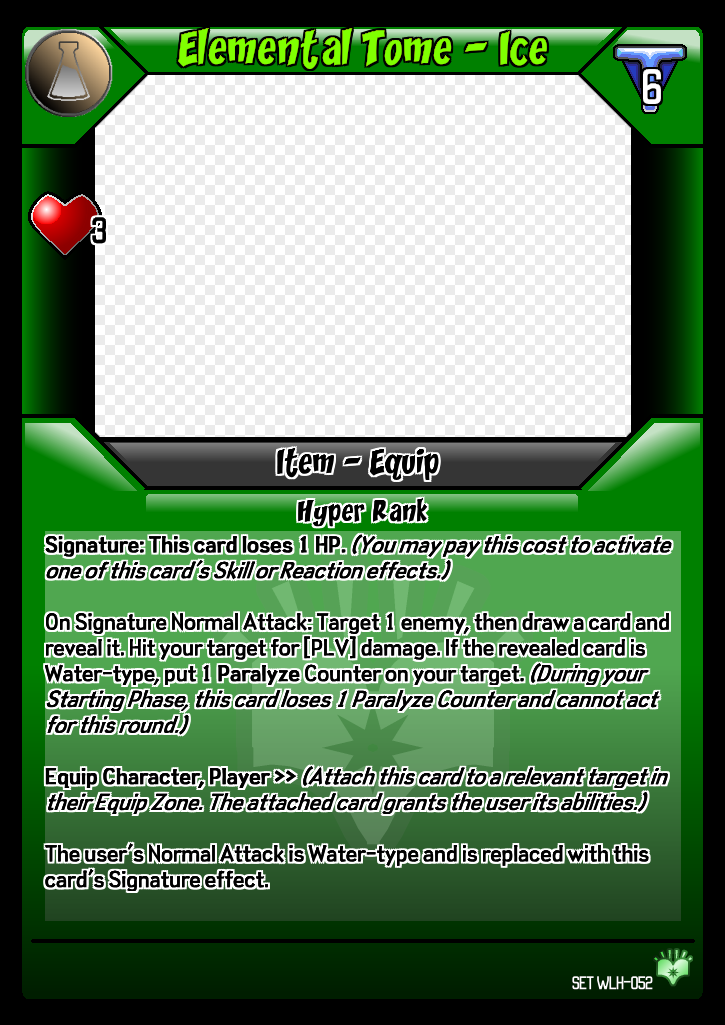 Elemental Tome - Ice
6
3
Item - Equip
Hyper Rank
Signature: This card loses 1 HP. (You may pay this cost to activate
one of this card's Skill or Reaction effects.)
On Signature Normal Attack: Target 1 enemy, then draw a card and
reveal it. Hit your target for [PLV] damage. If the revealed card is
Water-type, put 1 Paralyze Counter on your target. (During your
Starting Phase, this card loses 1 Paralyze Counter and cannot act
for this round.)
Equip Character, Player >> (Attach this card to a relevant target in
their Equip Zone. The attached card grants the user its abilities.)
The user's Normal Attack is Water-type and is replaced with this
card's Signature effect.
SET WLH-052